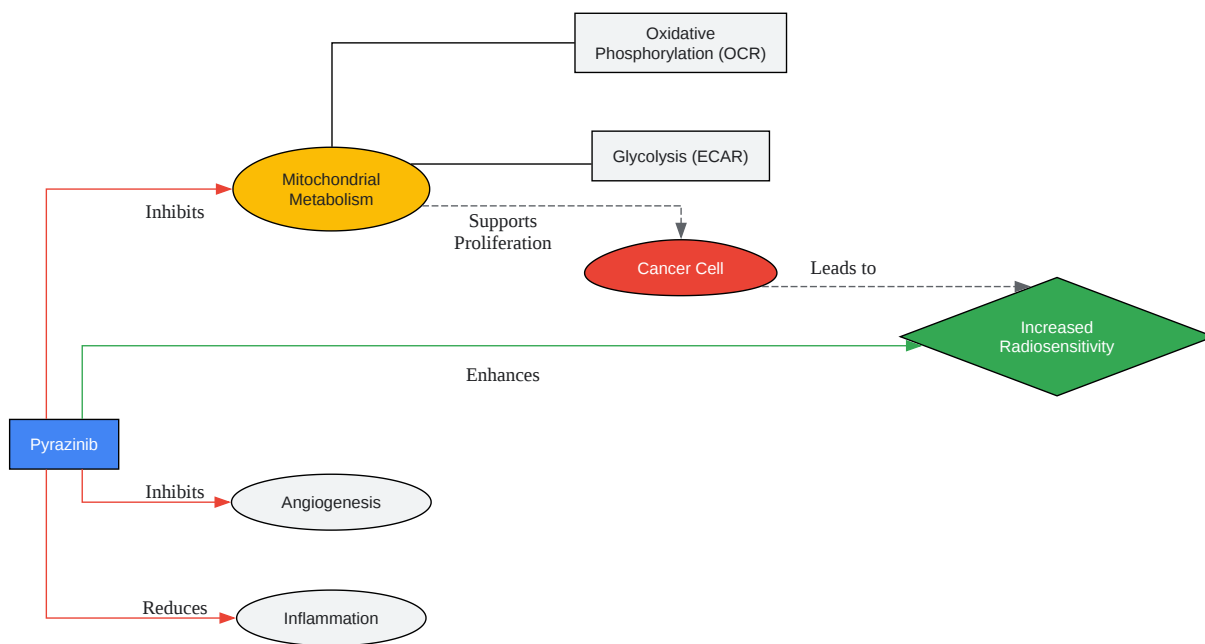 Oxidative
Phosphorylation (OCR)
Glycolysis (ECAR)
Mitochondrial
Metabolism
Inhibits
Supports
Proliferation
Cancer Cell
Leads to
Increased
Radiosensitivity
Enhances
Pyrazinib
Inhibits
Angiogenesis
Reduces
Inflammation